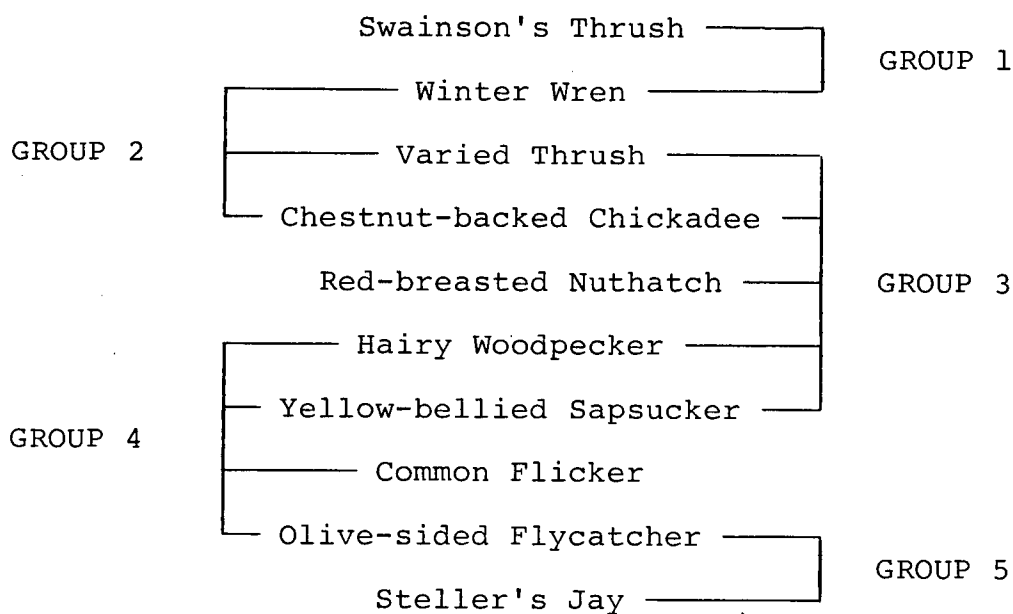 Swainson's Thrush
GROUP 1
Winter Wren
GROUP 2
Varied Thrush
Chestnut-backed Chickadee
Red-breasted Nuthatch
GROUP 3
Hairy Woodpecker
Yellow-bellied Sapsucker
GROUP 4
Common Flicker
Olive-sided Flycatcher
GROUP 5
Steller's Jay